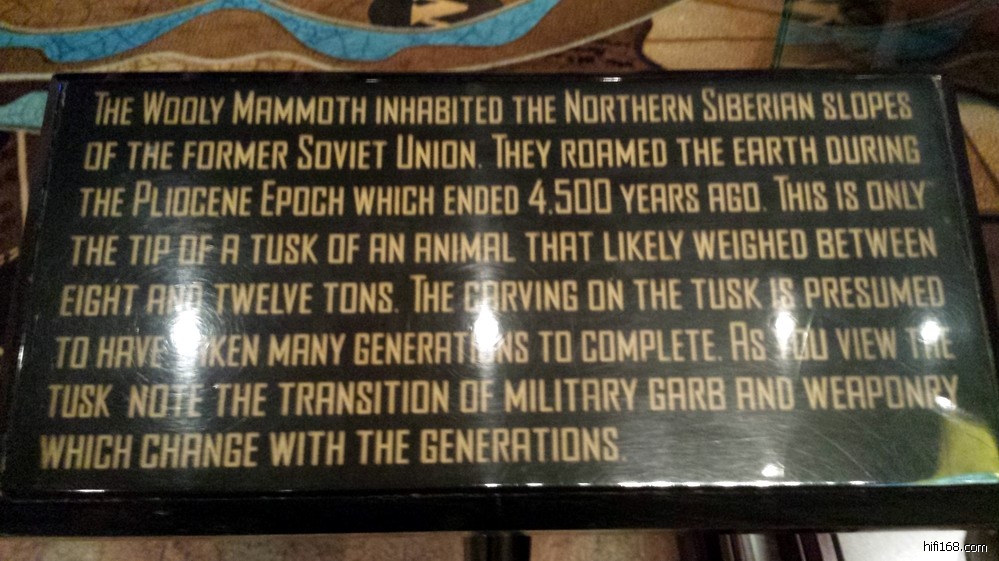 The Wooly Mammoth inhabited the Northern Siberian slopes
of the former Soviet Union. They roamed the earth during
the Pliocene Epoch which ended 4,500 years ago. This is only
the tip of a tusk of an animal that likely weighed between
eight and twelve tons. The carving on the tusk is presumed
to have taken many generations to complete. As you view the
tusk note the transition of military garb and weaponry
which change with the generations.
hifi168.com